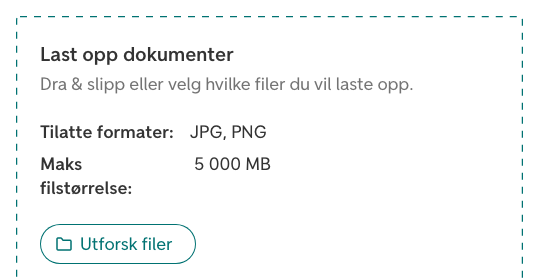 Last opp dokumenter
Dra & slipp eller velg hvilke filer du vil laste opp.
Tilatte formater: JPG, PNG
Maks 5 000 MB
filstørrelse:
Utforsk filer